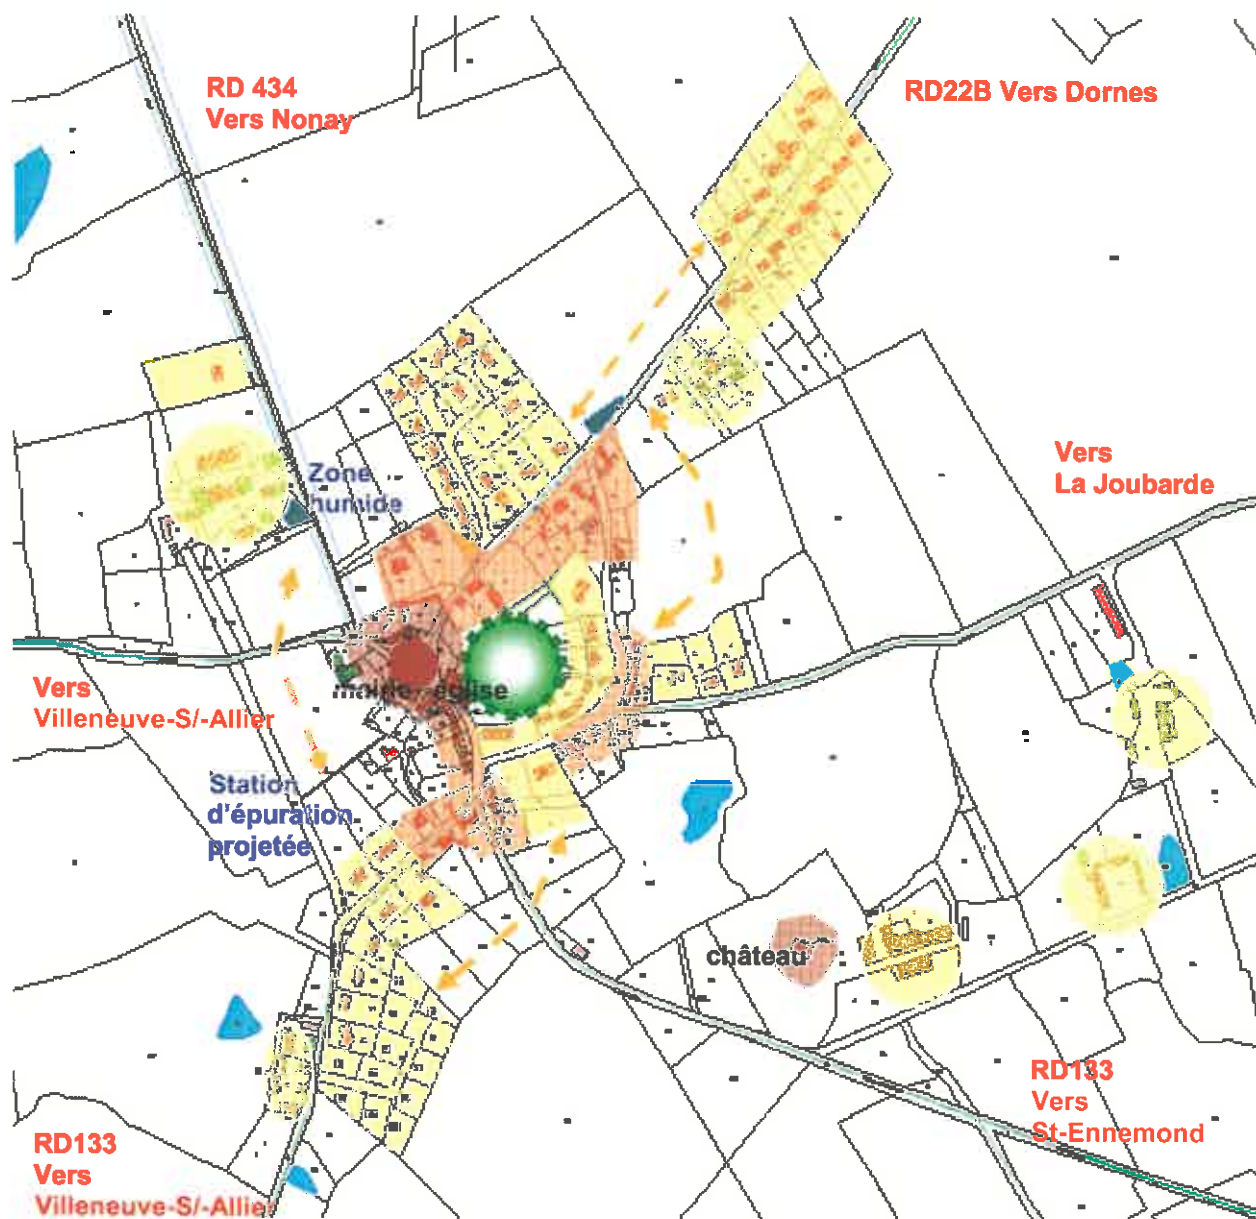 RD 434
Vers Nonay
RD22B Vers Dornes
Vers
La Joubarde
Zone
humide
mairie église
Vers
Villeneuve-S/-Allier
Station
d'épuration
projetée
château
RD133
Vers
St-Ennemond
RD133
Vers
Villeneuve-S/-Allier